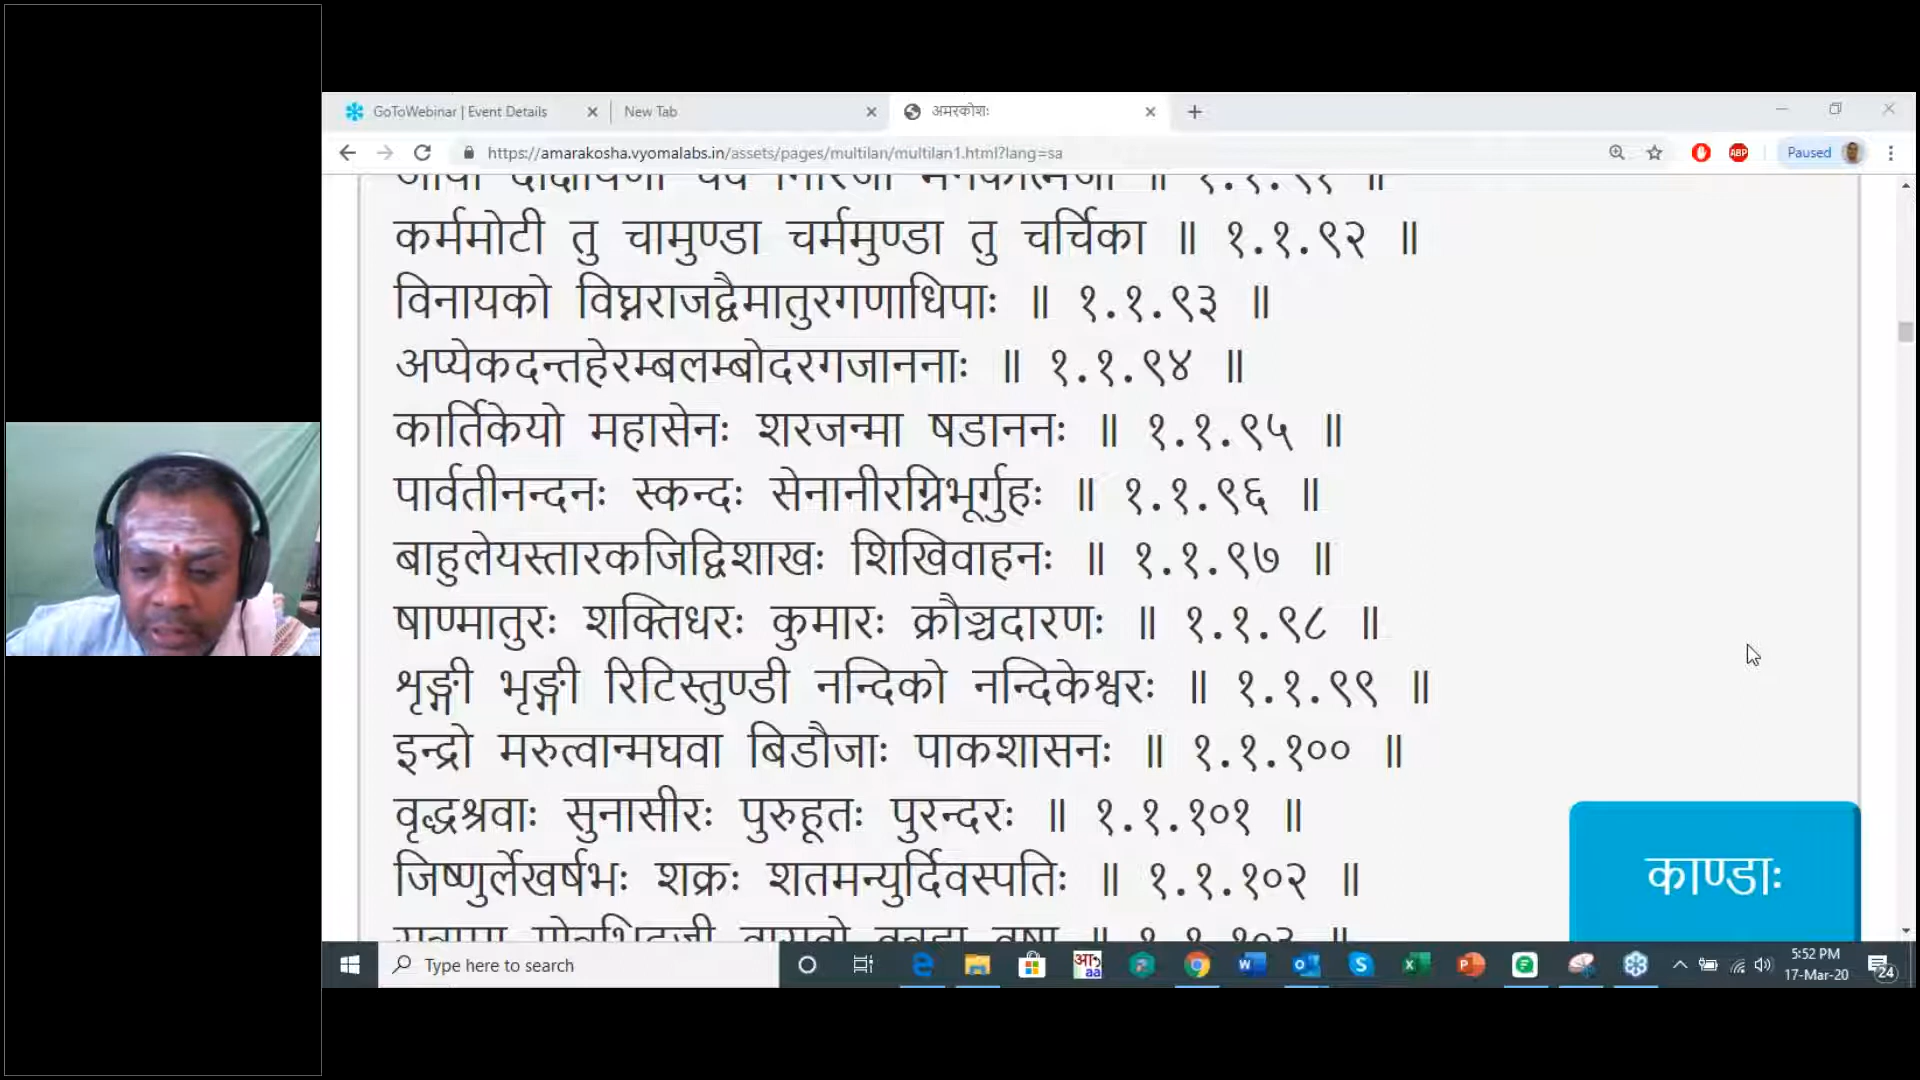 GoToWebinar | Event Details
New Tab
अमरकोशः
https://amarakosha.vyomalabs.in/assets/pages/multilan/multilan1.html?lang=sa
ABP
Paused
कर्ममोटी तु चामुण्डा चर्ममुण्डा तु चर्चिका ॥ १.१.९२ ॥
विनायको विघ्नराजद्वैमातुरगणाधिपाः ॥ १.१.९३ ॥
अप्येकदन्तहेरम्बलम्बोदरगजाननाः ॥ १.१.९४ ॥
कार्तिकेयो महासेनः शरजन्मा षडाननः ॥ १.१.९५ ॥
पार्वतीनन्दनः स्कन्दः सेनानीरग्निभूर्गुहः ॥ १.१.९६ ॥
बाहुलेयस्तारकजिद्विशाखः शिखिवाहनः ॥ १.१.९७ ॥
षाण्मातुरः शक्तिधरः कुमारः क्रौञ्चदारणः ॥ १.१.९८ ॥
शृङ्गी भृङ्गी रिटिस्तुण्डी नन्दिको नन्दिकेश्वरः ॥ १.१.९९ ॥
इन्द्रो मरुत्वान्मघवा बिडौजाः पाकशासनः ॥ १.१.१०० ॥
वृद्धश्रवाः सुनासीरः पुरुहूतः पुरन्दरः ॥ १.१.१०१ ॥
जिष्णुर्लेखर्षभः शक्रः शतमन्युर्दिवस्पतिः ॥ १.१.१०२ ॥
काण्डाः
Type here to search
5:52 PM
17-Mar-20
24